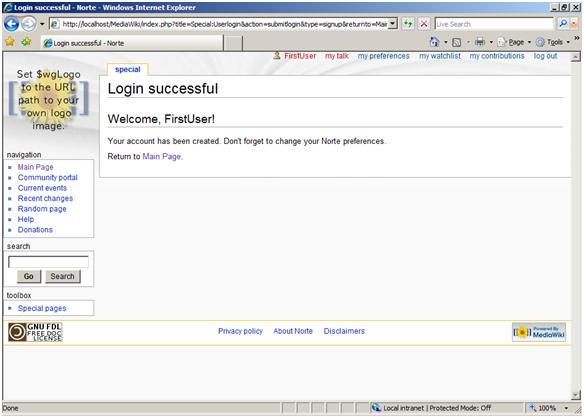 Login successful - Norte - Windows Internet Explorer
http://localhost/MediaWiki/index.php?title=Special:Userlogin&action=submitlogin&type=signup&returnto=Mai
Live Search
Login successful - Norte
Page
Tools
FirstUser my talk my preferences my watchlist my contributions log out
special
Set $wgLogo
to the URL
path to your
own logo
image.
Login successful
Welcome, FirstUser!
Your account has been created. Don't forget to change your Norte preferences.
Return to Main Page.
navigation
Main Page
Community portal
Current events
Recent changes
Random page
Help
Donations
search
Go Search
toolbox
Special pages
GNU FDL
FREE DOC
LICENSE
Privacy policy About Norte Disclaimers
Powered By
MediaWiki
Done
Local intranet | Protected Mode: Off
100%